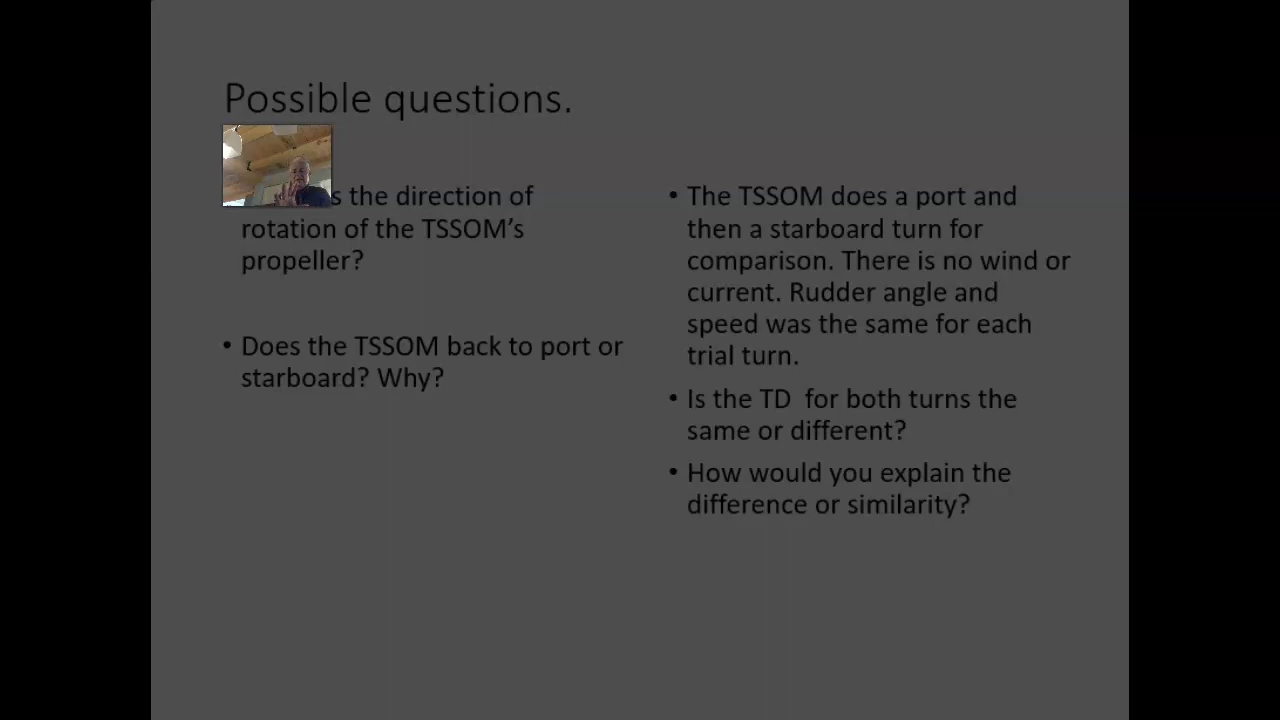 Possible questions.
s the direction of
rotation of the TSSOM’s
propeller?
• Does the TSSOM back to port or
starboard? Why?
• The TSSOM does a port and
then a starboard turn for
comparison. There is no wind or
current. Rudder angle and
speed was the same for each
trial turn.
• Is the TD  for both turns the
same or different?
• How would you explain the
difference or similarity?